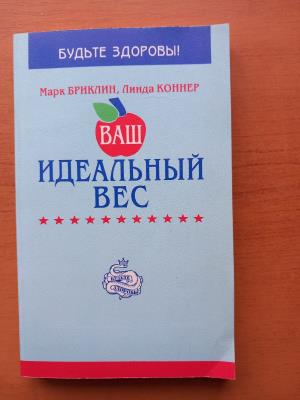 БУДЬТЕ ЗДОРОВЫ!
Марк БРИКЛИН, Линда КОННЕР
ВАШ
ИДЕАЛЬНЫЙ
ВЕС